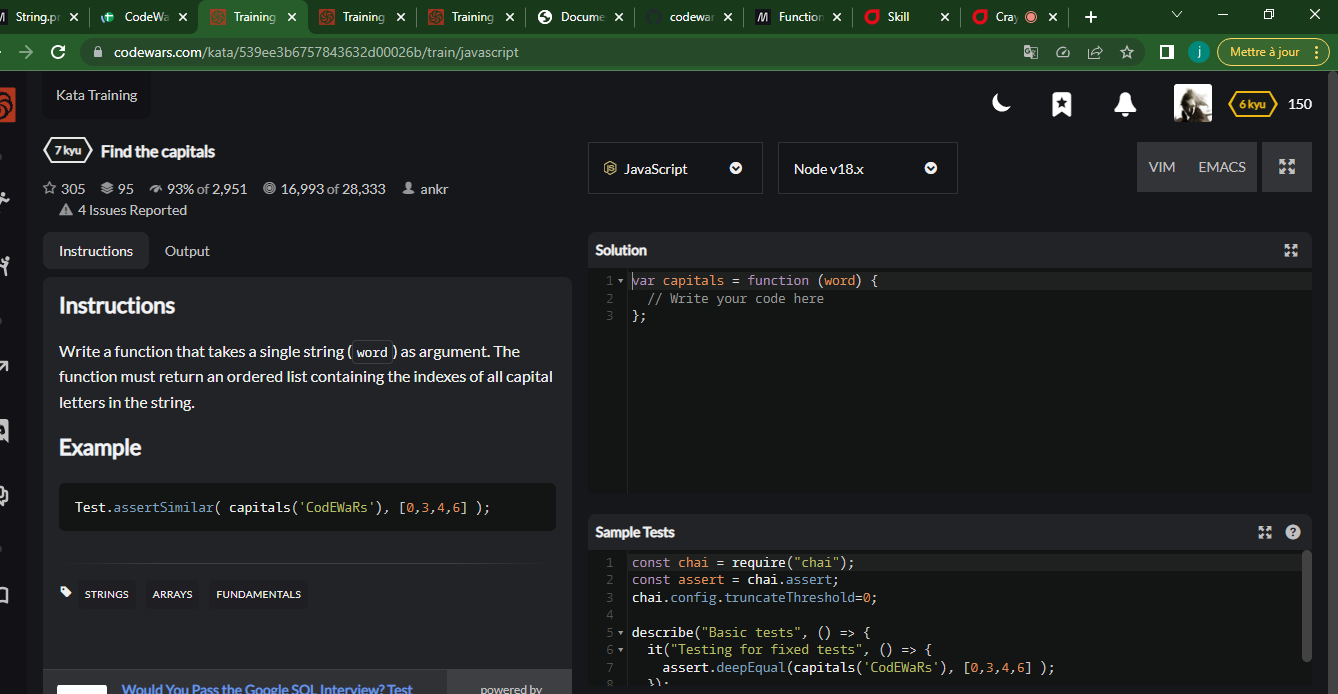 String.pr
CodeWa
Training
Training
Training
Docume
codewar
Function
Skill
Cray
codewars.com/kata/539ee3b6757843632d00026b/train/javascript
j
Mettre à jour
Kata Training
6 kyu
150
7 kyu
Find the capitals
305
95
93% of 2,951
16,993 of 28,333
ankr
4 Issues Reported
JavaScript
Node v18.x
VIM
EMACS
Instructions
Output
Instructions
Write a function that takes a single string (word) as argument. The
function must return an ordered list containing the indexes of all capital
letters in the string.
Example
Test.assertSimilar( capitals('CodEWaRs'), [0,3,4,6] );
STRINGS
ARRAYS
FUNDAMENTALS
Would You Pass the Google SQL Interview? Test
powered by
Solution
1 var capitals = function (word) {
2 // Write your code here
3 };
Sample Tests
?
1 const chai = require("chai");
2 const assert = chai.assert;
3 chai.config.truncateThreshold=0;
4
5 describe("Basic tests", () => {
6 it("Testing for fixed tests", () => {
7 assert.deepEqual(capitals('CodEWaRs'), [0,3,4,6] );
8 });